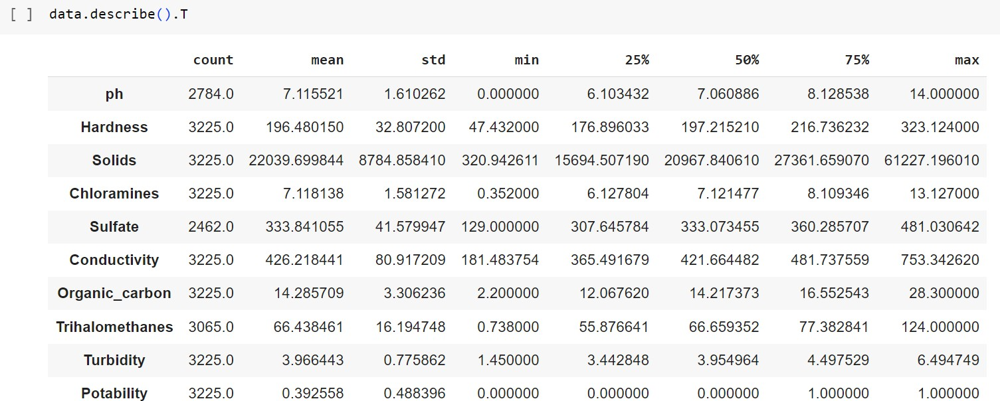 [ ] data.describe().T
count mean std min 25% 50% 75% max
ph 2784.0 7.115521 1.610262 0.000000 6.103432 7.060886 8.128538 14.000000
Hardness 3225.0 196.480150 32.807200 47.432000 176.896033 197.215210 216.736232 323.124000
Solids 3225.0 22039.699844 8784.858410 320.942611 15694.507190 20967.840610 27361.659070 61227.196010
Chloramines 3225.0 7.118138 1.581272 0.352000 6.127804 7.121477 8.109346 13.127000
Sulfate 2462.0 333.841055 41.579947 129.000000 307.645784 333.073455 360.285707 481.030642
Conductivity 3225.0 426.218441 80.917209 181.483754 365.491679 421.664482 481.737559 753.342620
Organic_carbon 3225.0 14.285709 3.306236 2.200000 12.067620 14.217373 16.552543 28.300000
Trihalomethanes 3065.0 66.438461 16.194748 0.738000 55.876641 66.659352 77.382841 124.000000
Turbidity 3225.0 3.966443 0.775862 1.450000 3.442848 3.954964 4.497529 6.494749
Potability 3225.0 0.392558 0.488396 0.000000 0.000000 0.000000 1.000000 1.000000